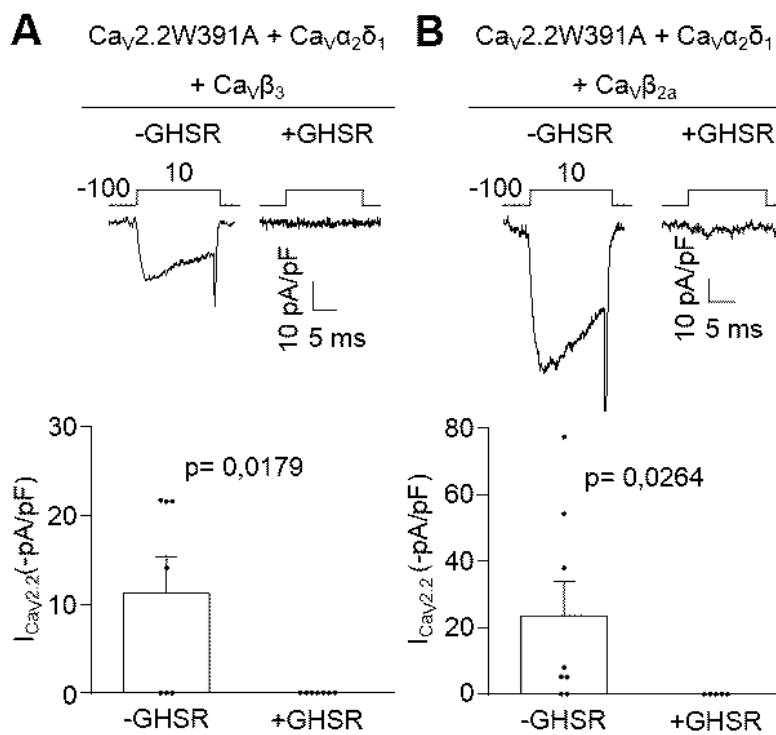 A
CaV2.2W391A + CaVα2δ1
+ CaVβ3
-GHSR +GHSR
-100 10
10 pA/pF
5 ms
30
20
10
0
ICaV2.2(-pA/pF)
p= 0,0179
-GHSR +GHSR
B
CaV2.2W391A + CaVα2δ1
+ CaVβ2a
-GHSR +GHSR
-100 10
10 pA/pF
5 ms
80
60
40
20
0
ICaV2.2 (-pA/pF)
p= 0,0264
-GHSR +GHSR